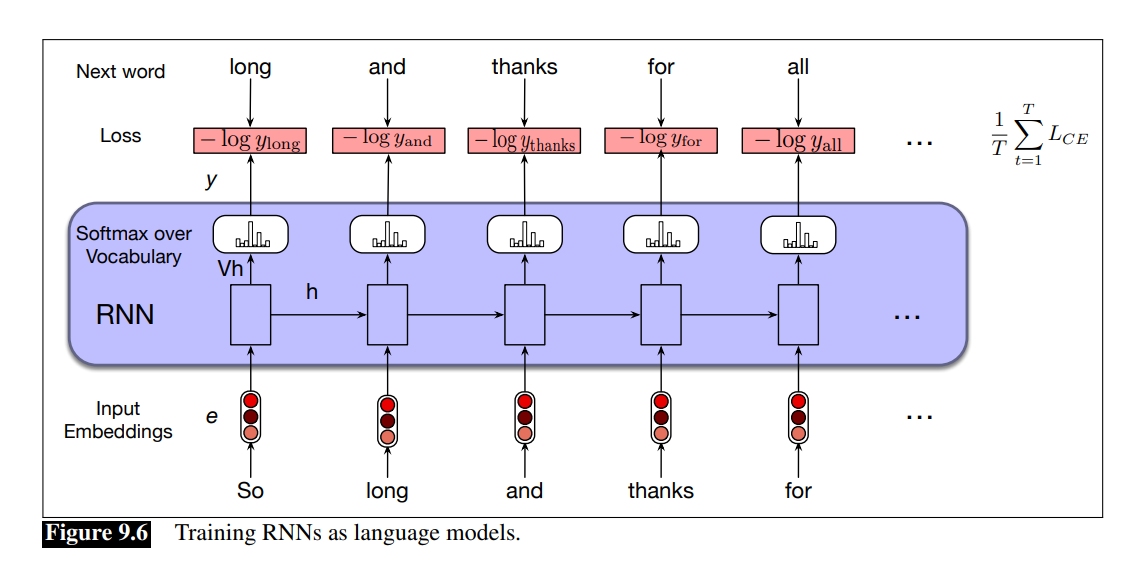 Next word long and thanks for all
Loss − log y_long − log y_and − log y_thanks − log y_for − log y_all ... 1/T ∑_{t=1}^{T} L_CE
y
Softmax over
Vocabulary
Vh
h
RNN ...
Input
Embeddings
e ...
So long and thanks for
Figure 9.6 Training RNNs as language models.